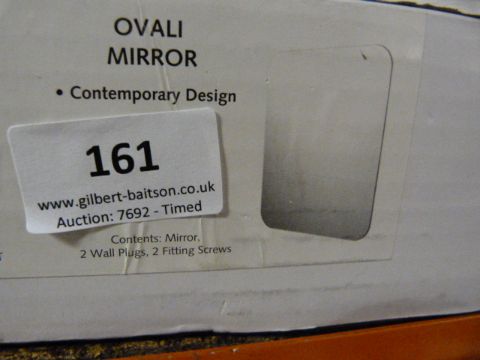 OVALI
MIRROR
• Contemporary Design
161
www.gilbert-baitson.co.uk
Auction: 7692 - Timed
Contents: Mirror,
2 Wall Plugs, 2 Fitting Screws